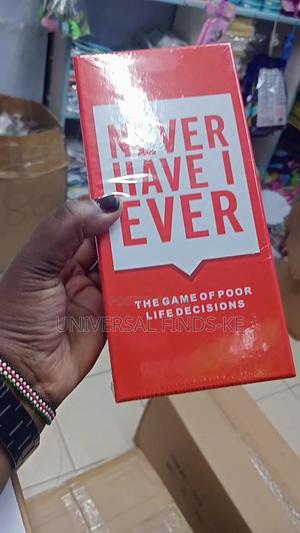 NEVER
HAVE I
EVER
THE GAME OF POOR
LIFE DECISIONS
UNIVERSAL FINDS-KE